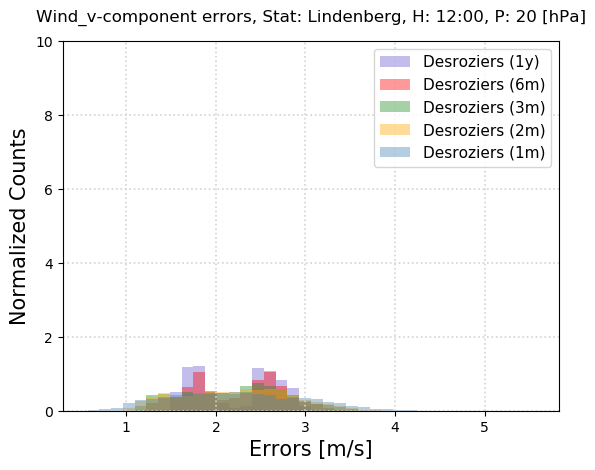 Wind_v-component errors, Stat: Lindenberg, H: 12:00, P: 20 [hPa]
10
8
6
4
2
0
Normalized Counts
Desroziers (1y)
Desroziers (6m)
Desroziers (3m)
Desroziers (2m)
Desroziers (1m)
1 2 3 4 5
Errors [m/s]